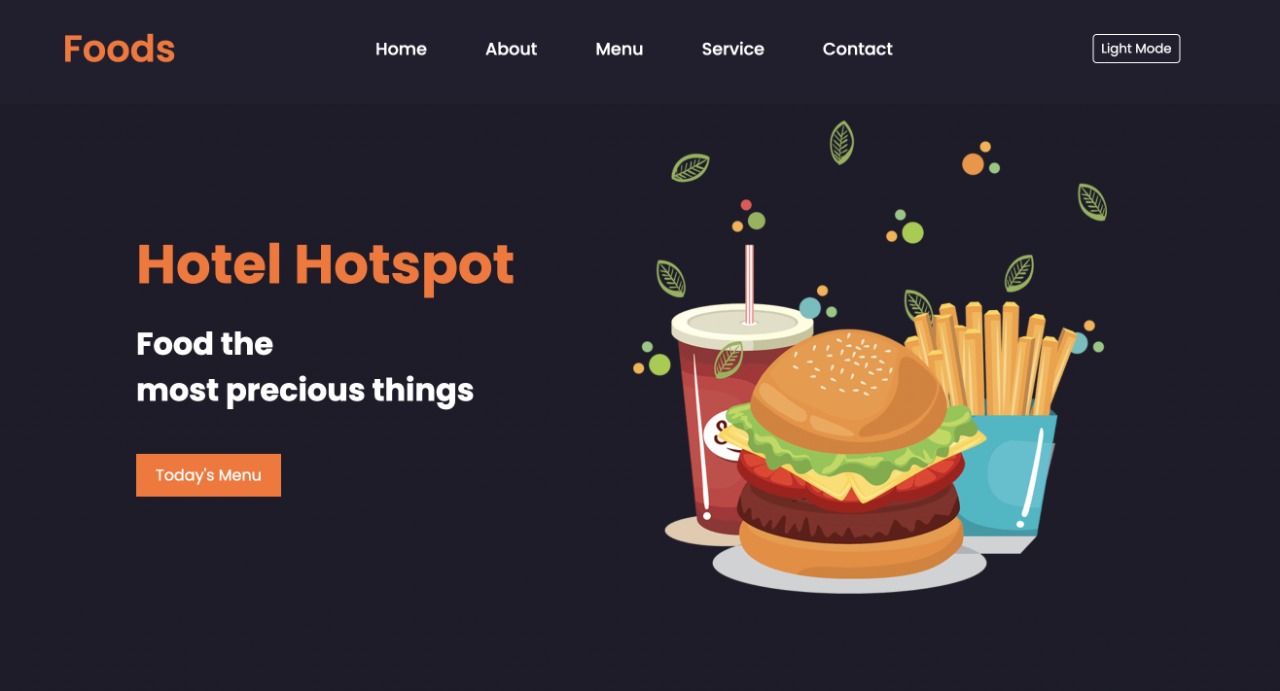 Foods
Home
About
Menu
Service
Contact
Light Mode
Hotel Hotspot
Food the
most precious things
Today's Menu